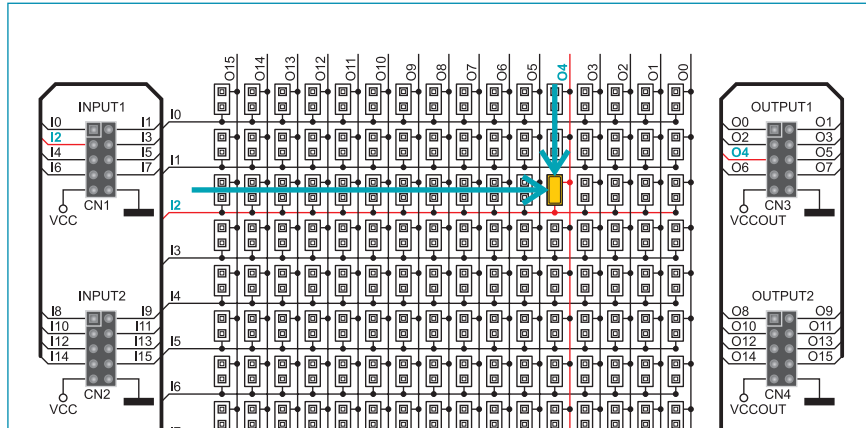 O15 O14 O13 O12 O11 O10 O9 O8 O7 O6 O5 O4 O3 O2 O1 O0
INPUT1
I0 I1
I2 I3
I4 I5
I6 I7
CN1
VCC
INPUT2
I8 I9
I10 I11
I12 I13
I14 I15
CN2
VCC
I0
I1
I2
I3
I4
I5
I6
OUTPUT1
O0 O1
O2 O3
O4 O5
O6 O7
CN3
VCCOUT
OUTPUT2
O8 O9
O10 O11
O12 O13
O14 O15
CN4
VCCOUT